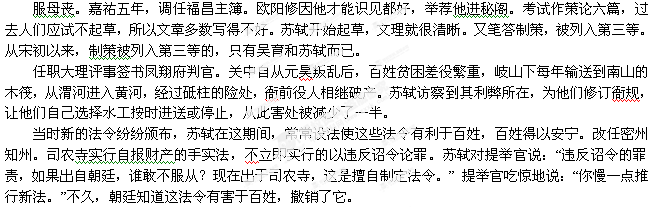 服母丧。嘉祐五年，调任福昌主薄。欧阳修因他才能识见都好，举荐他进秘阁。考试作策论六篇，过
去人们应试不起草，所以文章多数写得不好。苏轼开始起草，文理就很清晰。又笔答制策，被列入第三等。
从宋初以来，制策被列入第三等的，只有吴育和苏轼而已。
任职大理评事签书凤翔府判官。关中自从元昊叛乱后，百姓贫困差役繁重，岐山下每年输送到南山的
木筏，从渭河进入黄河，经过砥柱的险处，衙前役人相继破产。苏轼访察到其利弊所在，为他们修订衙规，
让他们自己选择水工按时进送或停止，从此害处被减少了一半。
当时新的法令纷纷颁布，苏轼在这期间，常常设法使这些法令有利于百姓，百姓得以安宁。改任密州
知州。司农寺实行自报财产的手实法，不立即实行的以违反诏令论罪。苏轼对提举官说：“违反诏令的罪
责，如果出自朝廷，谁敢不服从？现在出于司农寺，这是擅自制定法令。”提举官吃惊地说：“你慢一点推
行新法。”不久，朝廷知道这法令有害于百姓，撤销了它。